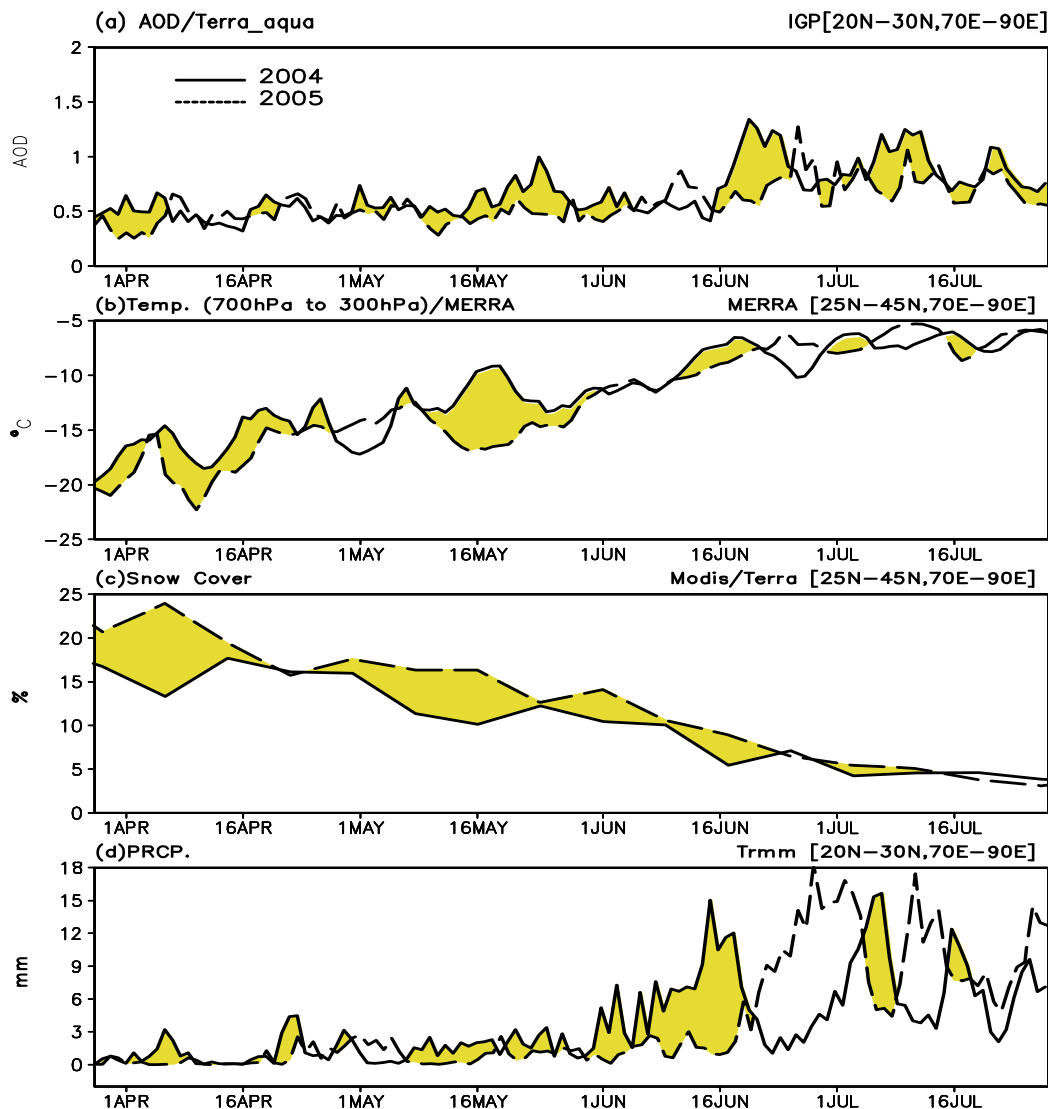 (a) AOD/Terra_aqua IGP[20N−30N,70E−90E]
2
1.5
1
0.5
0
AOD
2004
2005
1APR 16APR 1MAY 16MAY 1JUN 16JUN 1JUL 16JUL
(b)Temp. (700hPa to 300hPa)/MERRA MERRA [25N−45N,70E−90E]
−5
−10
−15
−20
−25
°C
1APR 16APR 1MAY 16MAY 1JUN 16JUN 1JUL 16JUL
(c)Snow Cover Modis/Terra [25N−45N,70E−90E]
25
20
15
10
5
0
%
1APR 16APR 1MAY 16MAY 1JUN 16JUN 1JUL 16JUL
(d)PRCP. Trmm [20N−30N,70E−90E]
18
15
12
9
6
3
0
mm
1APR 16APR 1MAY 16MAY 1JUN 16JUN 1JUL 16JUL